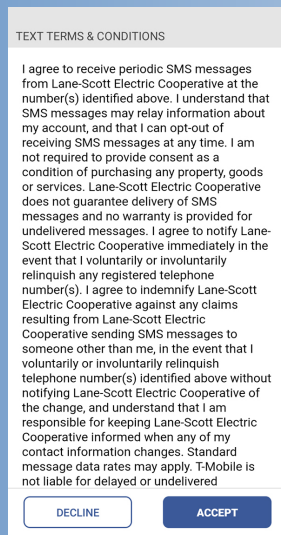 TEXT TERMS & CONDITIONS
I agree to receive periodic SMS messages
from Lane-Scott Electric Cooperative at the
number(s) identified above. I understand that
SMS messages may relay information about
my account, and that I can opt-out of
receiving SMS messages at any time. I am
not required to provide consent as a
condition of purchasing any property, goods
or services. Lane-Scott Electric Cooperative
does not guarantee delivery of SMS
messages and no warranty is provided for
undelivered messages. I agree to notify Lane-
Scott Electric Cooperative immediately in the
event that I voluntarily or involuntarily
relinquish any registered telephone
number(s). I agree to indemnify Lane-Scott
Electric Cooperative against any claims
resulting from Lane-Scott Electric
Cooperative sending SMS messages to
someone other than me, in the event that I
voluntarily or involuntarily relinquish
telephone number(s) identified above without
notifying Lane-Scott Electric Cooperative of
the change, and understand that I am
responsible for keeping Lane-Scott Electric
Cooperative informed when any of my
contact information changes. Standard
message data rates may apply. T-Mobile is
not liable for delayed or undelivered
DECLINE
ACCEPT